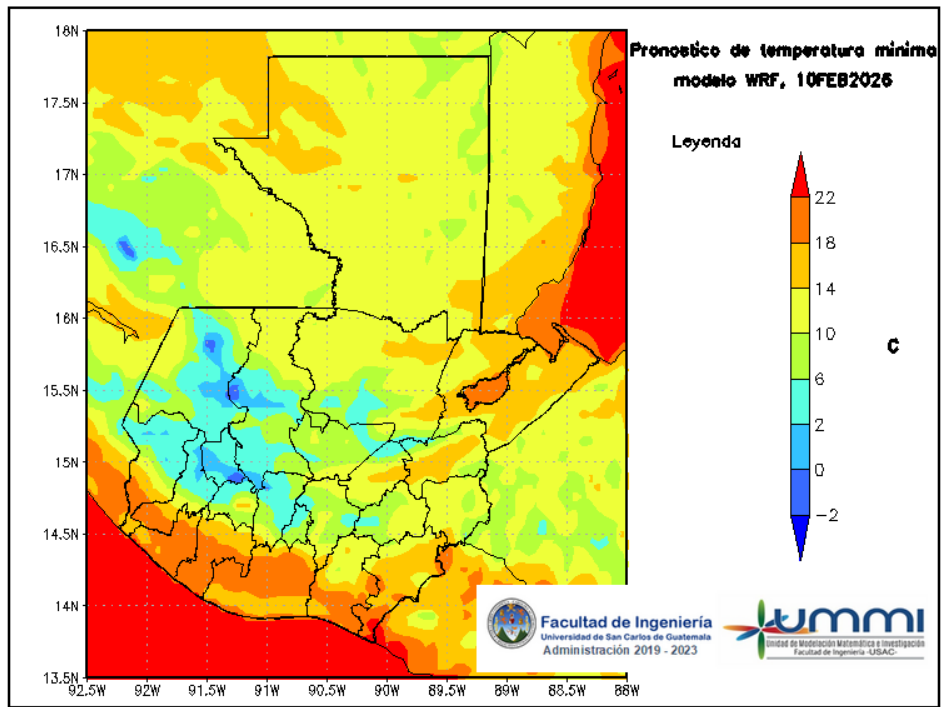 Pronostico de temperatura minima
modelo WRF, 10FEB2026
Leyenda
22
18
14
10
6
2
0
-2
C
18N
17.5N
17N
16.5N
16N
15.5N
15N
14.5N
14N
13.5N
92.5W
92W
91.5W
91W
90.5W
90W
89.5W
89W
88.5W
88W
Facultad de Ingeniería
Universidad de San Carlos de Guatemala
Administración 2019 - 2023
ummi
Unidad de Modelación Matemática e Investigación
Facultad de Ingeniería -USAC-